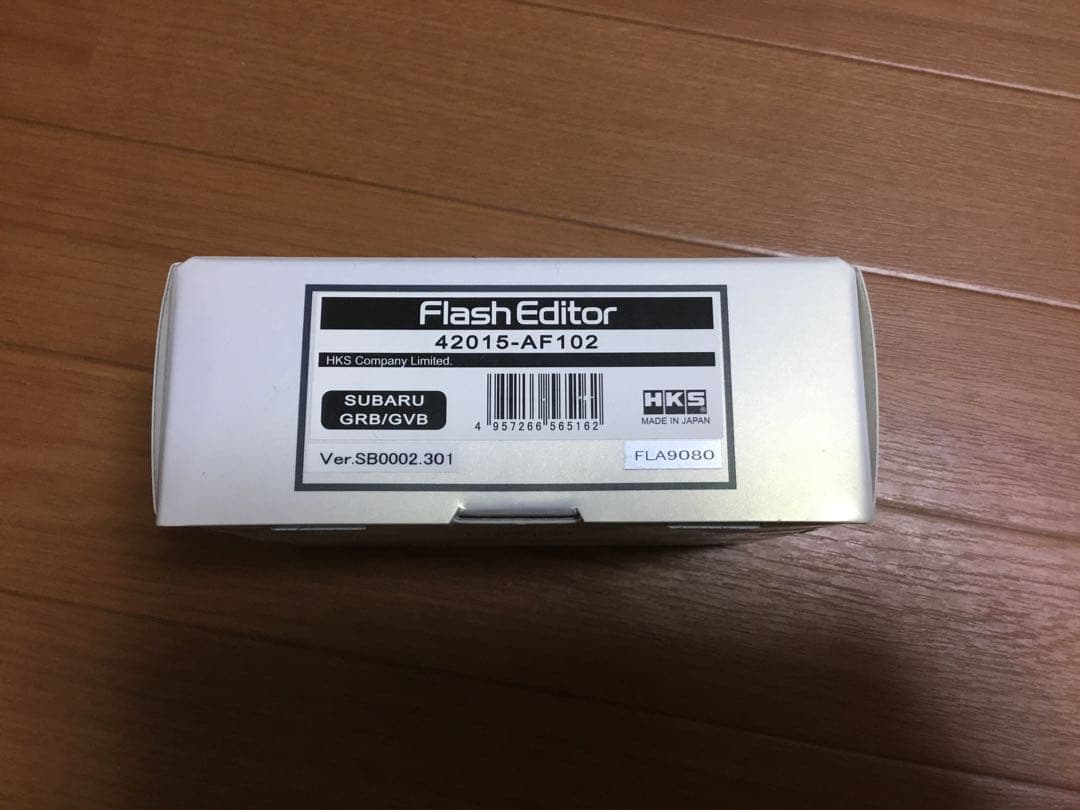 Flash Editor
42015-AF102
HKS Company Limited.
SUBARU
GRB/GVB
4 957266 565162
HKS®
MADE IN JAPAN
Ver.SB0002.301
FLA9080